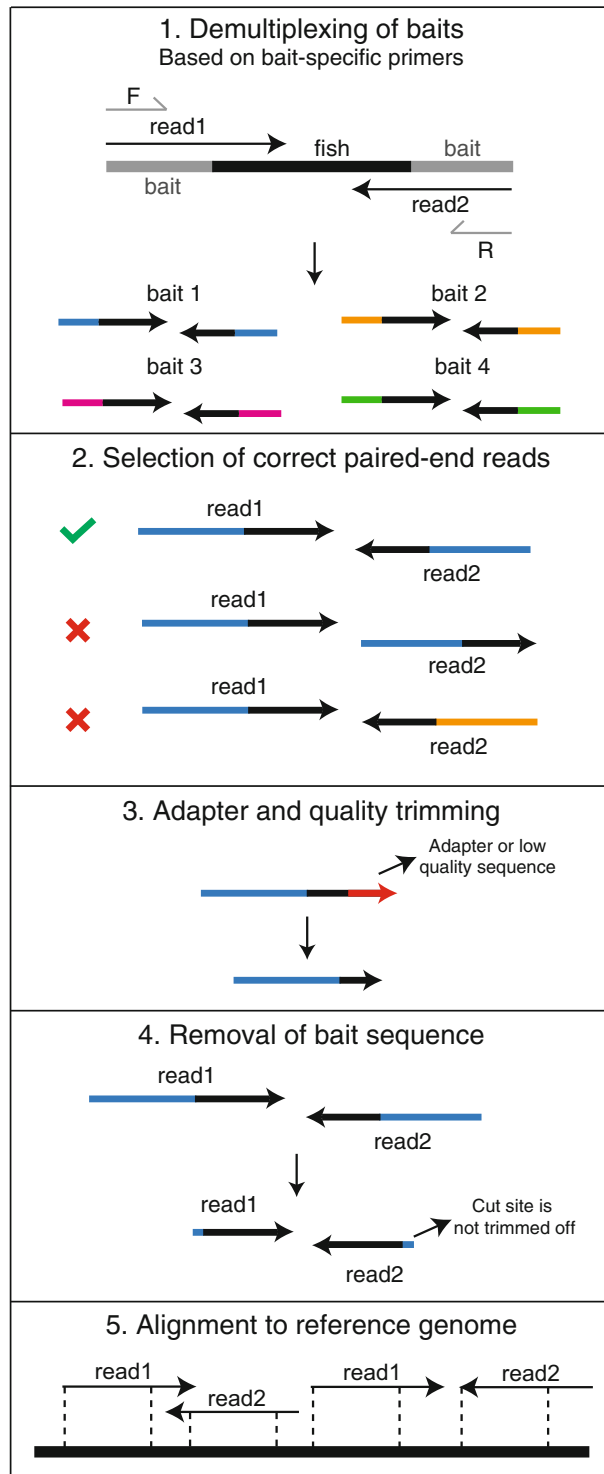 1. Demultiplexing of baits
Based on bait-specific primers
F
read1
fish
bait
bait
read2
R
bait 1
bait 2
bait 3
bait 4
2. Selection of correct paired-end reads
read1
read2
read1
read2
read1
read2
3. Adapter and quality trimming
Adapter or low
quality sequence
4. Removal of bait sequence
read1
read2
read1
Cut site is
not trimmed off
read2
5. Alignment to reference genome
read1
read2
read1
read2